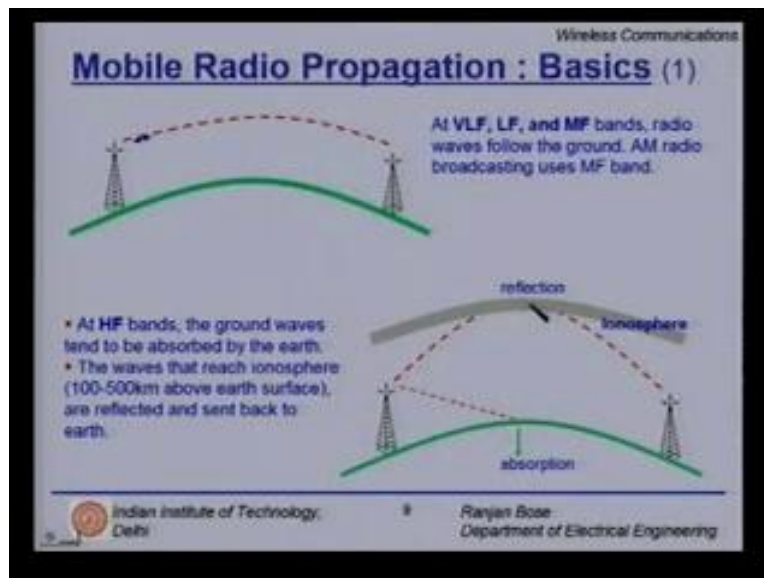 Wireless Communications
Mobile Radio Propagation : Basics (1)
At VLF, LF, and MF bands, radio
waves follow the ground. AM radio
broadcasting uses MF band.
reflection
Ionosphere
• At HF bands, the ground waves
tend to be absorbed by the earth.
• The waves that reach ionosphere
(100-500km above earth surface),
are reflected and sent back to
earth.
absorption
Indian Institute of Technology,
Delhi
9
Ranjan Bose
Department of Electrical Engineering